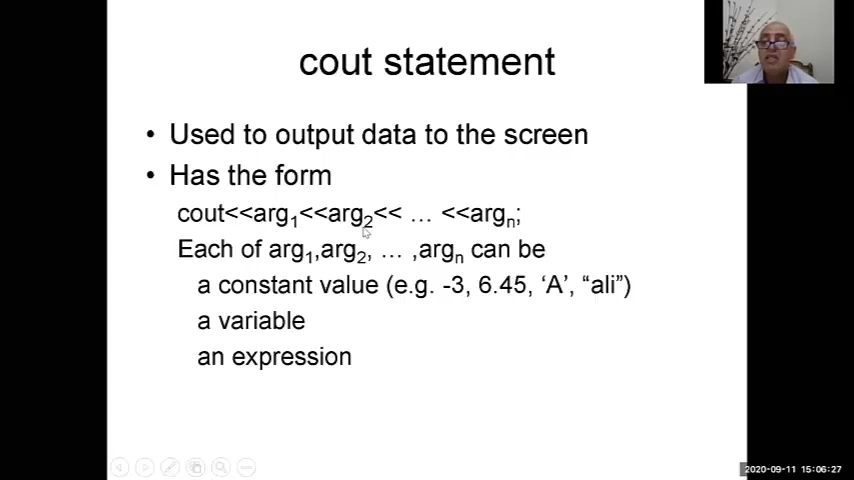 cout statement
• Used to output data to the screen
• Has the form
cout<<arg1<<arg2<< … <<argn;
Each of arg1,arg2, … ,argn can be
a constant value (e.g. -3, 6.45, ‘A’, “ali”)
a variable
an expression
2020-09-11 15:06:27